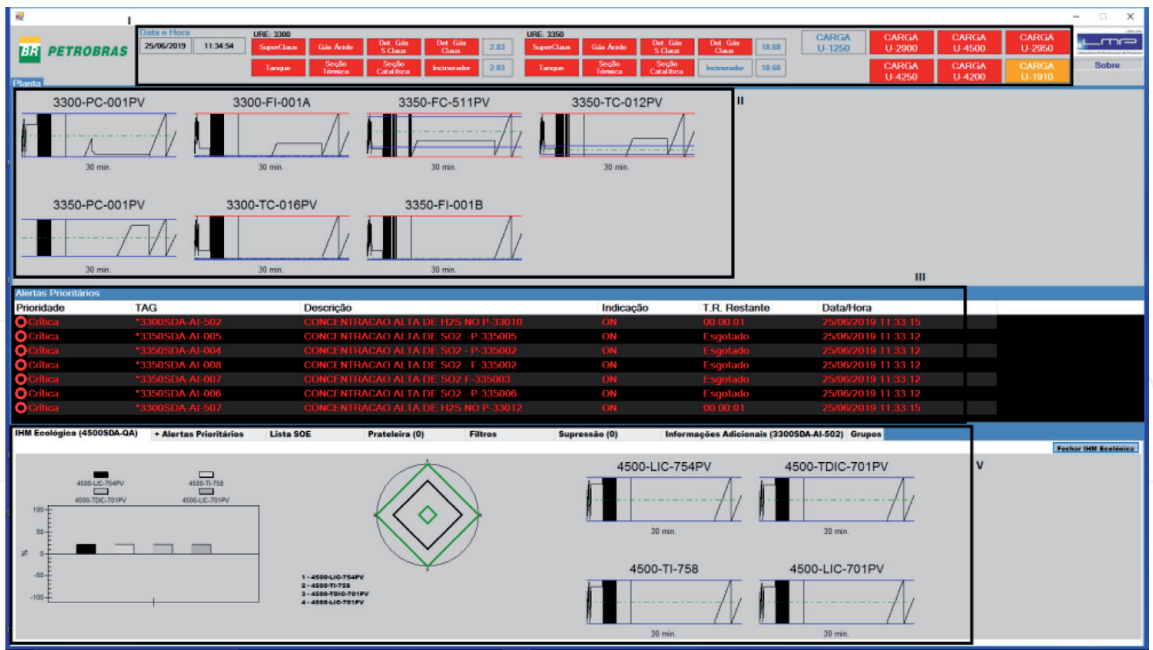 I
BR PETROBRAS
Data e Hora
25/06/2019 11:34:54
URE: 3300
SuperClaus Gás Ácido Det. Gás S.Claus Det. Gás Claus 2.83
Tanque Seção Térmica Seção Catalítica Incinerador 2.83
URE: 3350
SuperClaus Gás Ácido Det. Gás S.Claus Det. Gás Claus 18.68
Tanque Seção Térmica Seção Catalítica Incinerador 18.68
CARGA U-1250 CARGA U-2900 CARGA U-4500 CARGA U-2950
CARGA U-4250 CARGA U-4200 CARGA U-1910
LMP
Sobre
Planta
3300-PC-001PV 3300-FI-001A 3350-FC-511PV 3350-TC-012PV II
30 min. 30 min. 30 min. 30 min.
3350-PC-001PV 3300-TC-016PV 3350-FI-001B
30 min. 30 min. 30 min.
III
Alertas Prioritários
Prioridade TAG Descrição Indicação T.R. Restante Data/Hora
Crítica *3300SDA-AI-502 CONCENTRACAO ALTA DE H2S NO P-33010 ON 00:00:01 25/06/2019 11:33:15
Crítica *3350SDA-AI-005 CONCENTRACAO ALTA DE SO2 - P-335005 ON Esgotado 25/06/2019 11:33:12
Crítica *3350SDA-AI-004 CONCENTRACAO ALTA DE SO2 - P-335002 ON Esgotado 25/06/2019 11:33:12
Crítica *3350SDA-AI-008 CONCENTRACAO ALTA DE SO2 - F-335002 ON Esgotado 25/06/2019 11:33:12
Crítica *3350SDA-AI-007 CONCENTRACAO ALTA DE SO2 F-335003 ON Esgotado 25/06/2019 11:33:12
Crítica *3350SDA-AI-006 CONCENTRACAO ALTA DE SO2 - P-335006 ON Esgotado 25/06/2019 11:33:12
Crítica *3300SDA-AI-507 CONCENTRACAO ALTA DE H2S NO P-33012 ON 00:00:01 25/06/2019 11:33:15
IHM Ecológica (4500SDA-QA) + Alertas Prioritários Lista SOE Prateleira (0) Filtros Supressão (0) Informações Adicionais (3300SDA-AI-502) Grupos
Fechar IHM Ecológica
V
4500-LIC-754PV 4500-TI-758
4500-TDIC-701PV 4500-LIC-701PV
100
50
% 0
-50
-100
1 - 4500-LIC-754PV
2 - 4500-TI-758
3 - 4500-TDIC-701PV
4 - 4500-LIC-701PV
4500-LIC-754PV 4500-TDIC-701PV
30 min. 30 min.
4500-TI-758 4500-LIC-701PV
30 min. 30 min.